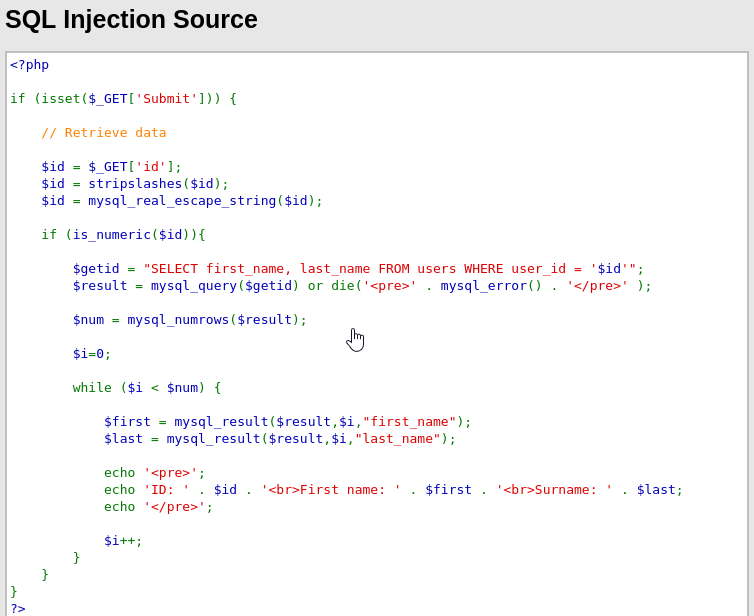 SQL Injection Source
<?php
if (isset($_GET['Submit'])) {
// Retrieve data
$id = $_GET['id'];
$id = stripslashes($id);
$id = mysql_real_escape_string($id);
if (is_numeric($id)){
$getid = "SELECT first_name, last_name FROM users WHERE user_id = '$id'";
$result = mysql_query($getid) or die('<pre>' . mysql_error() . '</pre>' );
$num = mysql_numrows($result);
$i=0;
while ($i < $num) {
$first = mysql_result($result,$i,"first_name");
$last = mysql_result($result,$i,"last_name");
echo '<pre>';
echo 'ID: ' . $id . '<br>First name: ' . $first . '<br>Surname: ' . $last;
echo '</pre>';
$i++;
}
}
}
?>